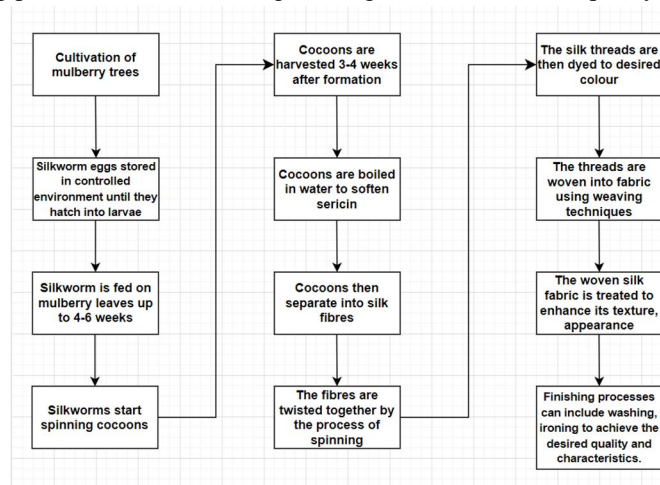 Cultivation of
mulberry trees
Silkworm eggs stored
in controlled
environment until they
hatch into larvae
Silkworm is fed on
mulberry leaves up
to 4-6 weeks
Silkworms start
spinning cocoons
Cocoons are
harvested 3-4 weeks
after formation
Cocoons are boiled
in water to soften
sericin
Cocoons then
separate into silk
fibres
The fibres are
twisted together by
the process of
spinning
The silk threads are
then dyed to desired
colour
The threads are
woven into fabric
using weaving
techniques
The woven silk
fabric is treated to
enhance its texture,
appearance
Finishing processes
can include washing,
ironing to achieve the
desired quality and
characteristics.